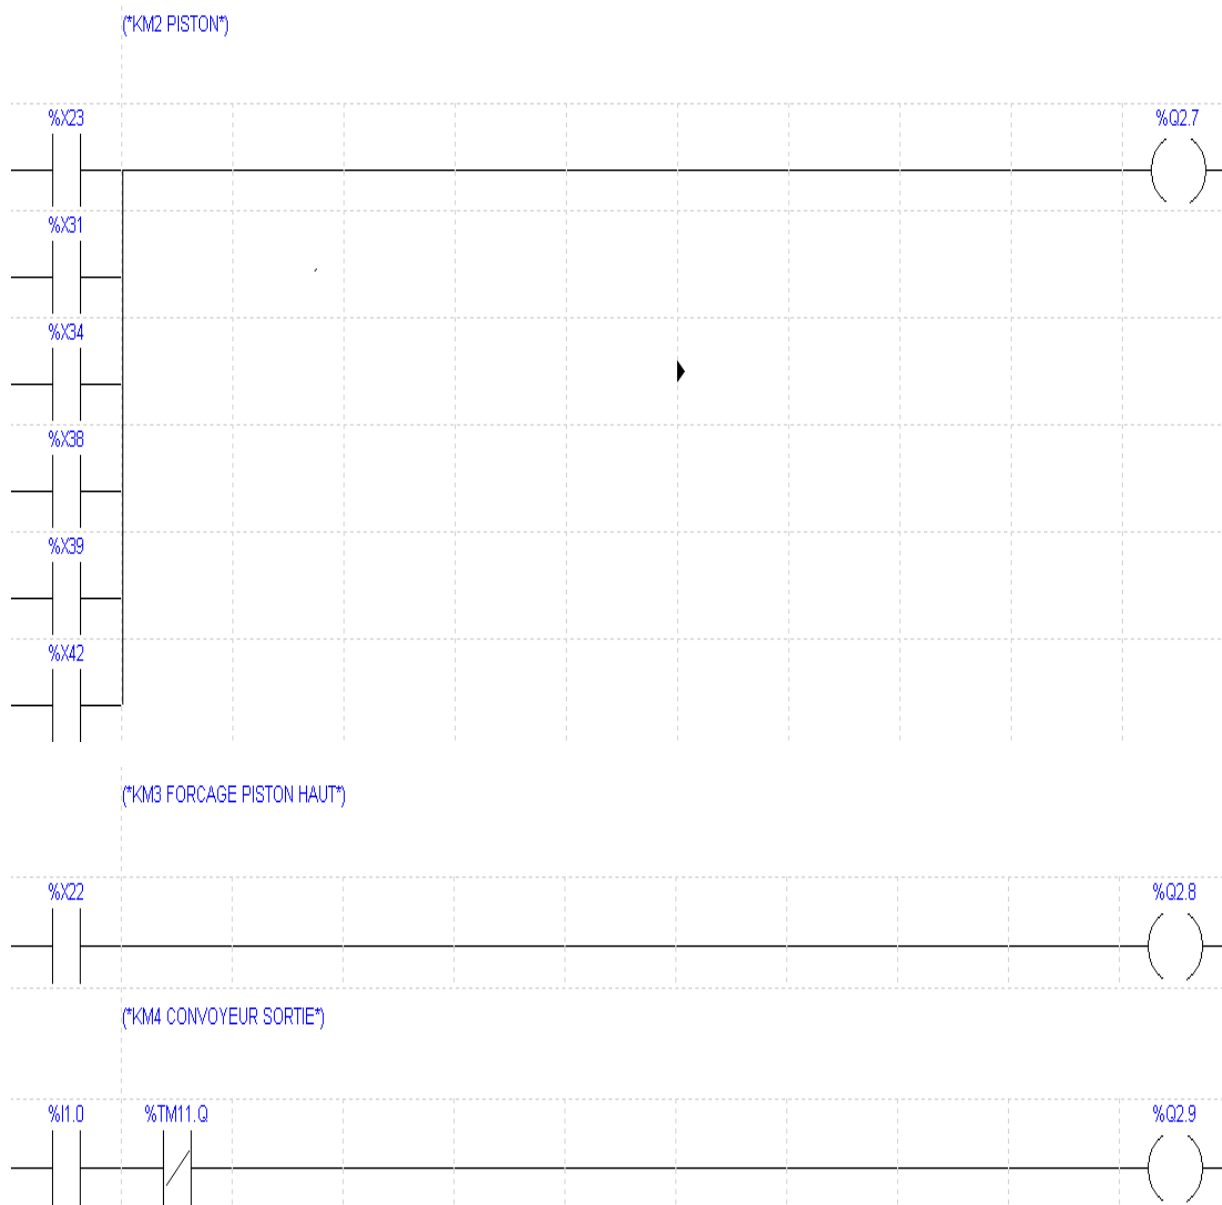 (*KM2 PISTON*)
%X23 %Q2.7
%X31
%X34
%X38
%X39
%X42
(*KM3 FORCAGE PISTON HAUT*)
%X22 %Q2.8
(*KM4 CONVOYEUR SORTIE*)
%I1.0 %TM11.Q %Q2.9